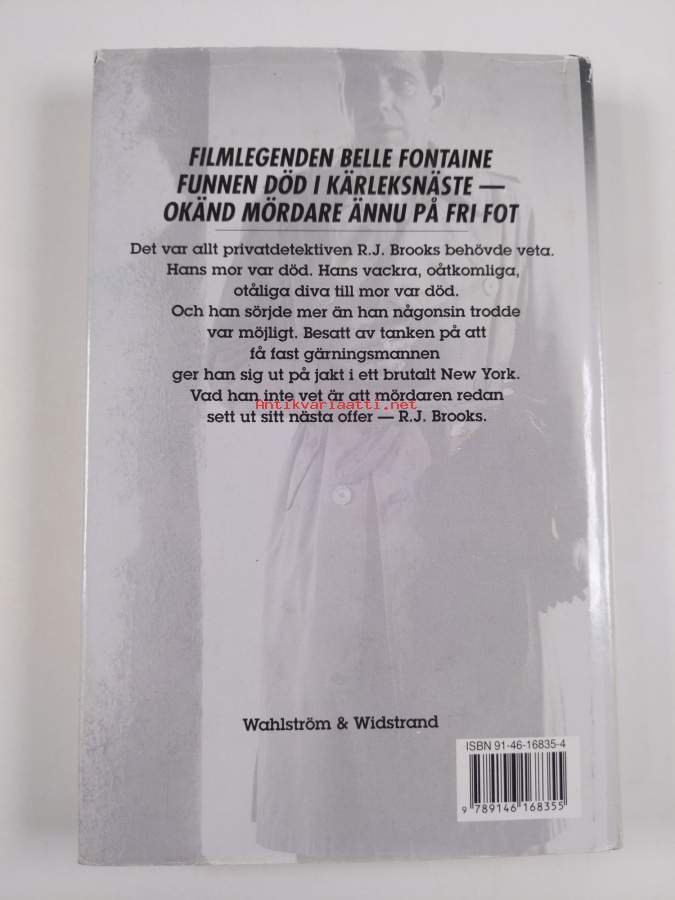 FILMLEGENDEN BELLE FONTAINE
FUNNEN DÖD I KÄRLEKSNÄSTE —
OKÄND MÖRDARE ÄNNU PÅ FRI FOT
Det var allt privatdetektiven R.J. Brooks behövde veta.
Hans mor var död. Hans vackra, oåtkomliga,
otåliga diva till mor var död.
Och han sörjde mer än han någonsin trodde
var möjligt. Besatt av tanken på att
få fast gärningsmannen
ger han sig ut på jakt i ett brutalt New York.
Vad han inte vet är att mördaren redan
Antikvariaatti.net
sett ut sitt nästa offer — R.J. Brooks.
Wahlström & Widstrand
ISBN 91-46-16835-4
9 789146 168355